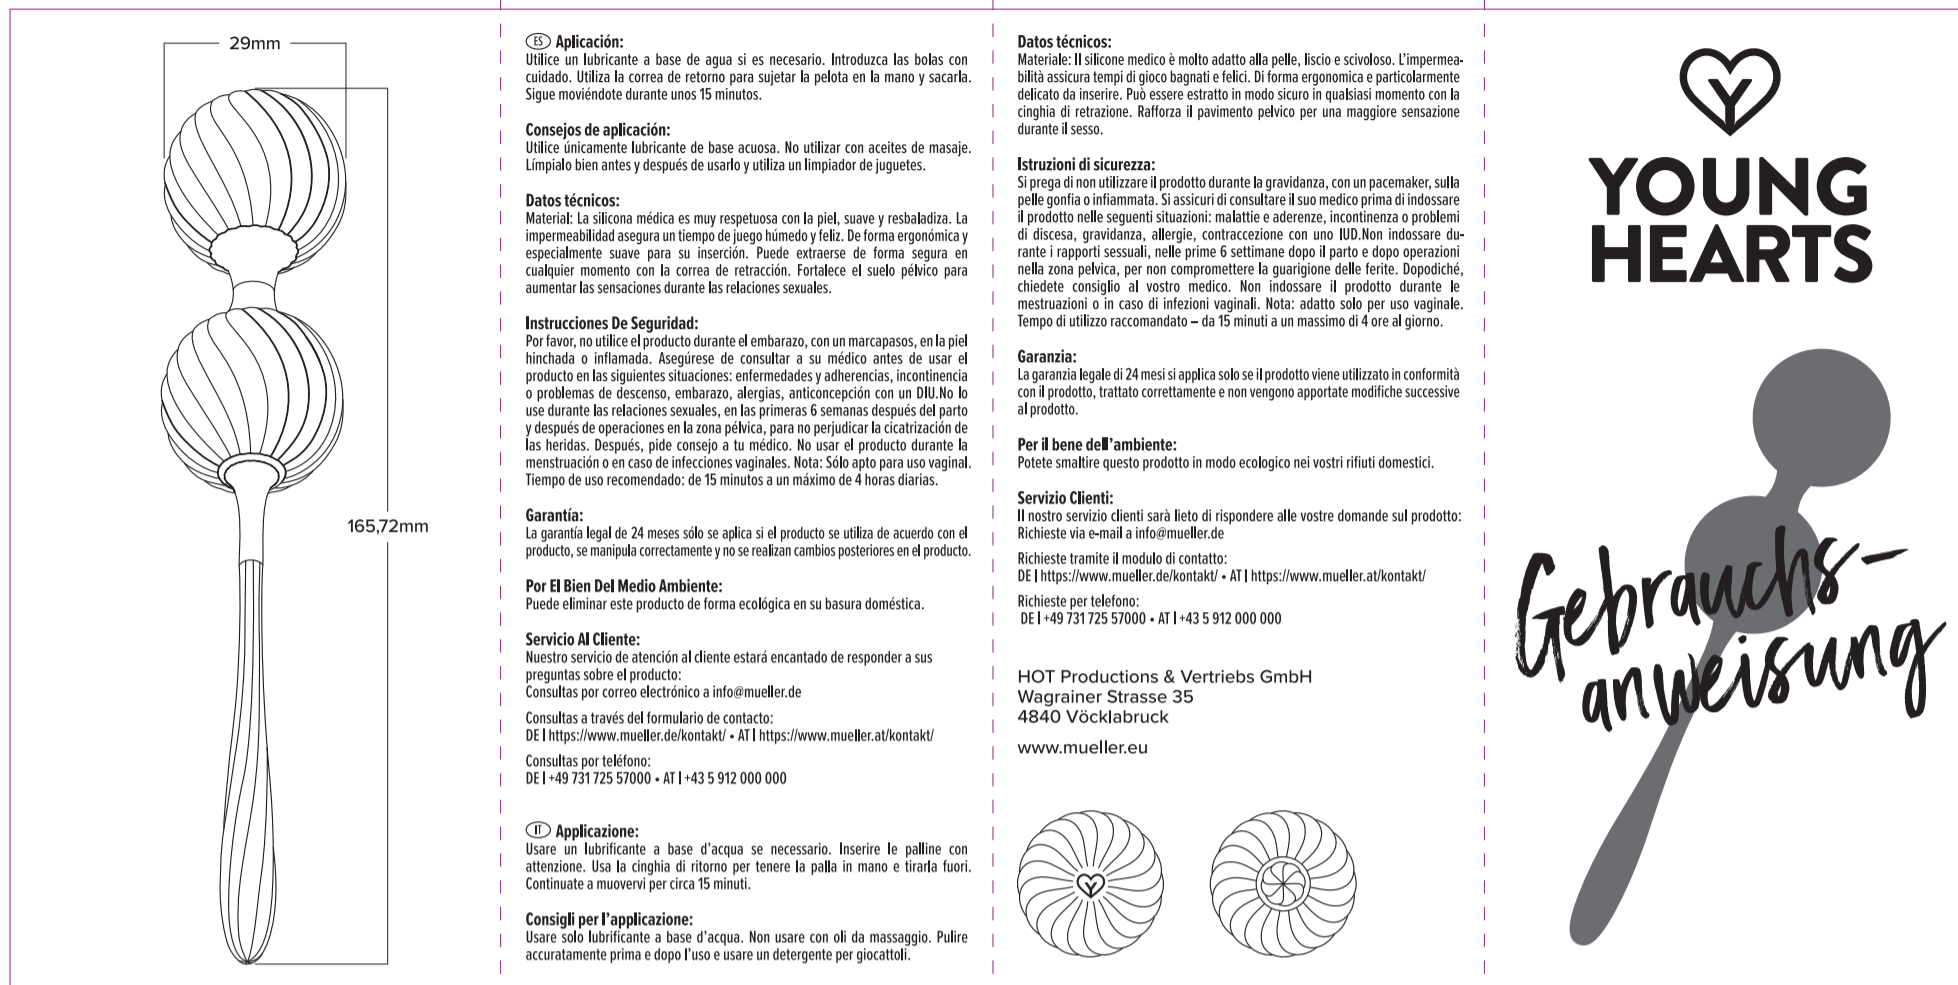 29mm
165,72mm
ES Aplicación:
Utilice un lubricante a base de agua si es necesario. Introduzca las bolas con
cuidado. Utiliza la correa de retorno para sujetar la pelota en la mano y sacarla.
Sigue moviéndote durante unos 15 minutos.
Consejos de aplicación:
Utilice únicamente lubricante de base acuosa. No utilizar con aceites de masaje.
Límpialo bien antes y después de usarlo y utiliza un limpiador de juguetes.
Datos técnicos:
Material: La silicona médica es muy respetuosa con la piel, suave y resbaladiza. La
impermeabilidad asegura un tiempo de juego húmedo y feliz. De forma ergonómica y
especialmente suave para su inserción. Puede extraerse de forma segura en
cualquier momento con la correa de retracción. Fortalece el suelo pélvico para
aumentar las sensaciones durante las relaciones sexuales.
Instrucciones De Seguridad:
Por favor, no utilice el producto durante el embarazo, con un marcapasos, en la piel
hinchada o inflamada. Asegúrese de consultar a su médico antes de usar el
producto en las siguientes situaciones: enfermedades y adherencias, incontinencia
o problemas de descenso, embarazo, alergias, anticoncepción con un DIU.No lo
use durante las relaciones sexuales, en las primeras 6 semanas después del parto
y después de operaciones en la zona pélvica, para no perjudicar la cicatrización de
las heridas. Después, pide consejo a tu médico. No usar el producto durante la
menstruación o en caso de infecciones vaginales. Nota: Sólo apto para uso vaginal.
Tiempo de uso recomendado: de 15 minutos a un máximo de 4 horas diarias.
Garantía:
La garantía legal de 24 meses sólo se aplica si el producto se utiliza de acuerdo con el
producto, se manipula correctamente y no se realizan cambios posteriores en el producto.
Por El Bien Del Medio Ambiente:
Puede eliminar este producto de forma ecológica en su basura doméstica.
Servicio Al Cliente:
Nuestro servicio de atención al cliente estará encantado de responder a sus
preguntas sobre el producto:
Consultas por correo electrónico a info@mueller.de
Consultas a través del formulario de contacto:
DE | https://www.mueller.de/kontakt/ • AT | https://www.mueller.at/kontakt/
Consultas por teléfono:
DE | +49 731 725 57000 • AT | +43 5 912 000 000
IT Applicazione:
Usare un lubrificante a base d'acqua se necessario. Inserire le palline con
attenzione. Usa la cinghia di ritorno per tenere la palla in mano e tirarla fuori.
Continuate a muovervi per circa 15 minuti.
Consigli per l'applicazione:
Usare solo lubrificante a base d'acqua. Non usare con oli da massaggio. Pulire
accuratamente prima e dopo l'uso e usare un detergente per giocattoli.
Datos técnicos:
Materiale: Il silicone medico è molto adatto alla pelle, liscio e scivoloso. L'impermea-
bilità assicura tempi di gioco bagnati e felici. Di forma ergonomica e particolarmente
delicato da inserire. Può essere estratto in modo sicuro in qualsiasi momento con la
cinghia di retrazione. Rafforza il pavimento pelvico per una maggiore sensazione
durante il sesso.
Istruzioni di sicurezza:
Si prega di non utilizzare il prodotto durante la gravidanza, con un pacemaker, sulla
pelle gonfia o infiammata. Si assicuri di consultare il suo medico prima di indossare
il prodotto nelle seguenti situazioni: malattie e aderenze, incontinenza o problemi
di discesa, gravidanza, allergie, contraccezione con uno IUD.Non indossare du-
rante i rapporti sessuali, nelle prime 6 settimane dopo il parto e dopo operazioni
nella zona pelvica, per non compromettere la guarigione delle ferite. Dopodiché,
chiedete consiglio al vostro medico. Non indossare il prodotto durante le
mestruazioni o in caso di infezioni vaginali. Nota: adatto solo per uso vaginale.
Tempo di utilizzo raccomandato – da 15 minuti a un massimo di 4 ore al giorno.
Garanzia:
La garanzia legale di 24 mesi si applica solo se il prodotto viene utilizzato in conformità
con il prodotto, trattato correttamente e non vengono apportate modifiche successive
al prodotto.
Per il bene dell'ambiente:
Potete smaltire questo prodotto in modo ecologico nei vostri rifiuti domestici.
Servizio Clienti:
Il nostro servizio clienti sarà lieto di rispondere alle vostre domande sul prodotto:
Richieste via e-mail a info@mueller.de
Richieste tramite il modulo di contatto:
DE | https://www.mueller.de/kontakt/ • AT | https://www.mueller.at/kontakt/
Richieste per telefono:
DE | +49 731 725 57000 • AT | +43 5 912 000 000
HOT Productions & Vertriebs GmbH
Wagrainer Strasse 35
4840 Vöcklabruck
www.mueller.eu
Y
Y
YOUNG
HEARTS
Gebrauchs-
anweisung